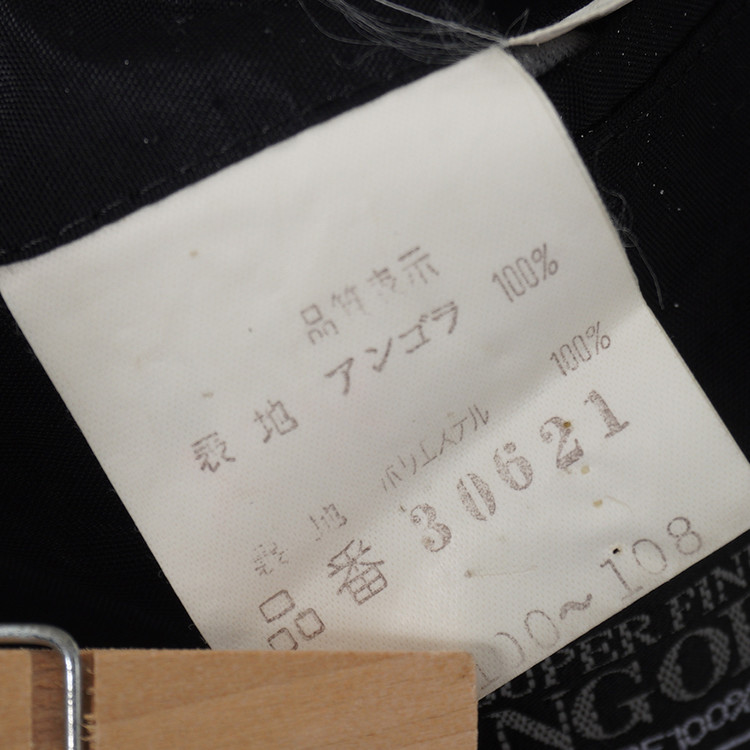 品質表示
表地 アンゴラ 100%
裏地 ポリエステル 100%
品番 30621
100~108
SUPER FINE